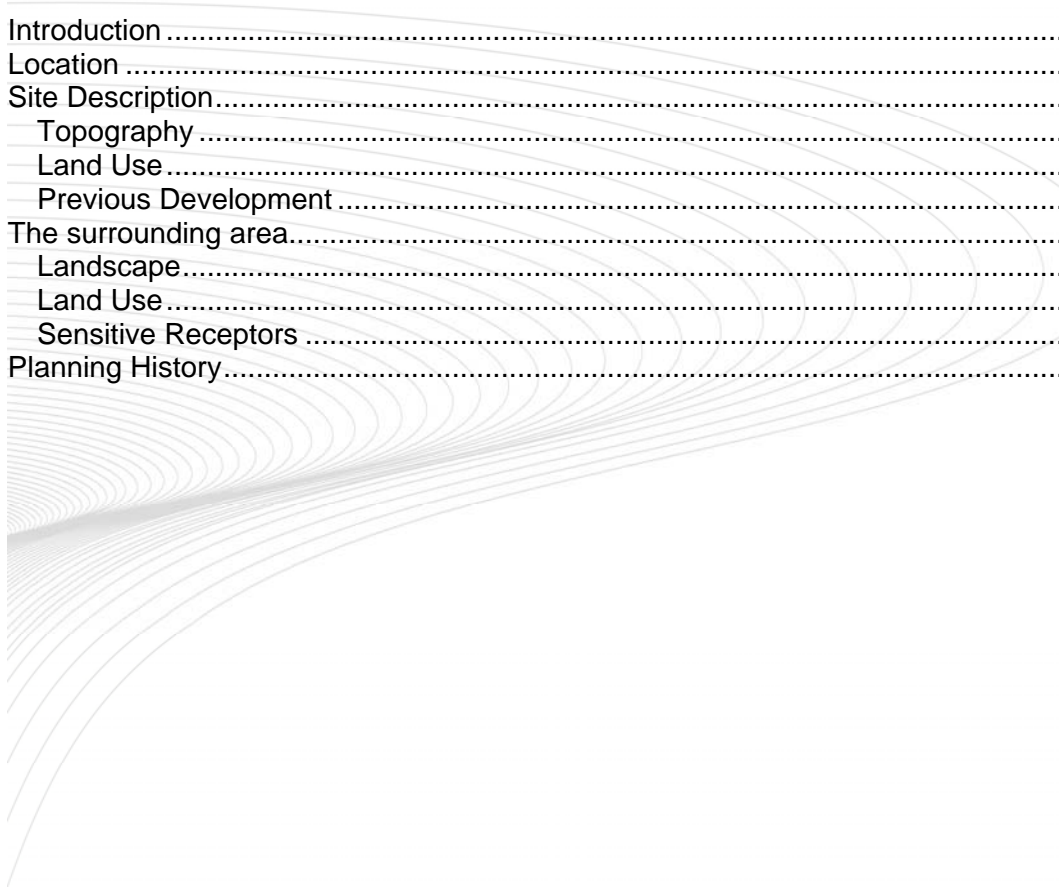 Introduction ........................................................................................................
Location ........................................................................................................
Site Description........................................................................................................
Topography ........................................................................................................
Land Use ........................................................................................................
Previous Development ........................................................................................................
The surrounding area........................................................................................................
Landscape........................................................................................................
Land Use ........................................................................................................
Sensitive Receptors ........................................................................................................
Planning History........................................................................................................